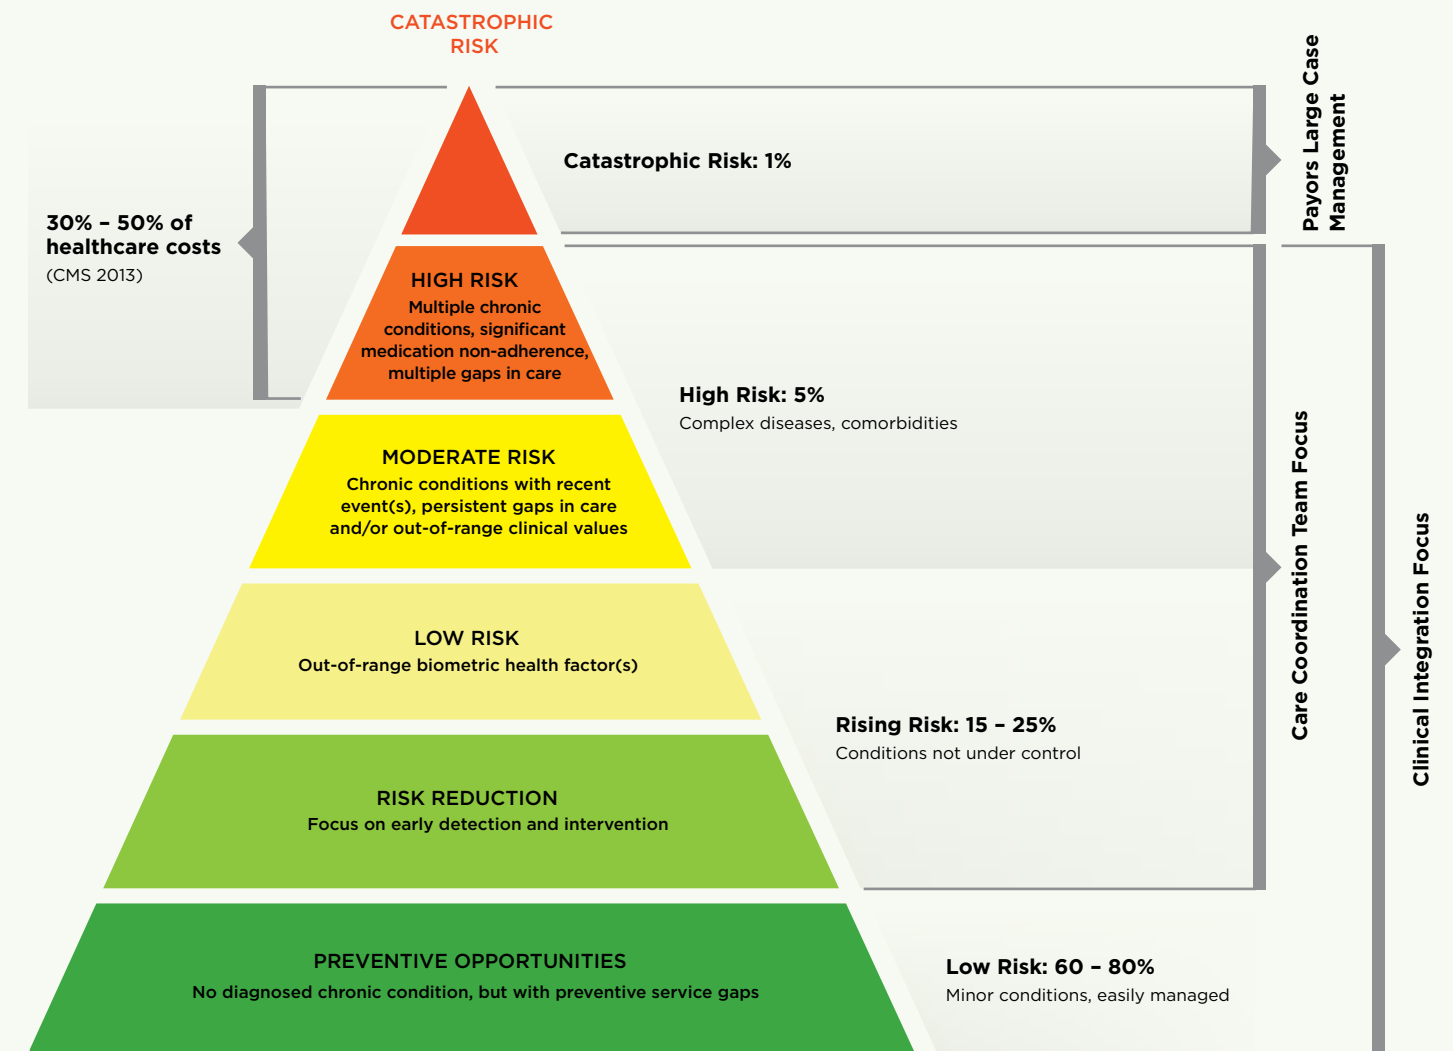 CATASTROPHIC
RISK
Catastrophic Risk: 1%
Payors Large Case
Management
30% – 50% of
healthcare costs
(CMS 2013)
HIGH RISK
Multiple chronic
conditions, significant
medication non-adherence,
multiple gaps in care
High Risk: 5%
Complex diseases, comorbidities
MODERATE RISK
Chronic conditions with recent
event(s), persistent gaps in care
and/or out-of-range clinical values
Care Coordination Team Focus
Clinical Integration Focus
LOW RISK
Out-of-range biometric health factor(s)
Rising Risk: 15 – 25%
Conditions not under control
RISK REDUCTION
Focus on early detection and intervention
PREVENTIVE OPPORTUNITIES
No diagnosed chronic condition, but with preventive service gaps
Low Risk: 60 – 80%
Minor conditions, easily managed